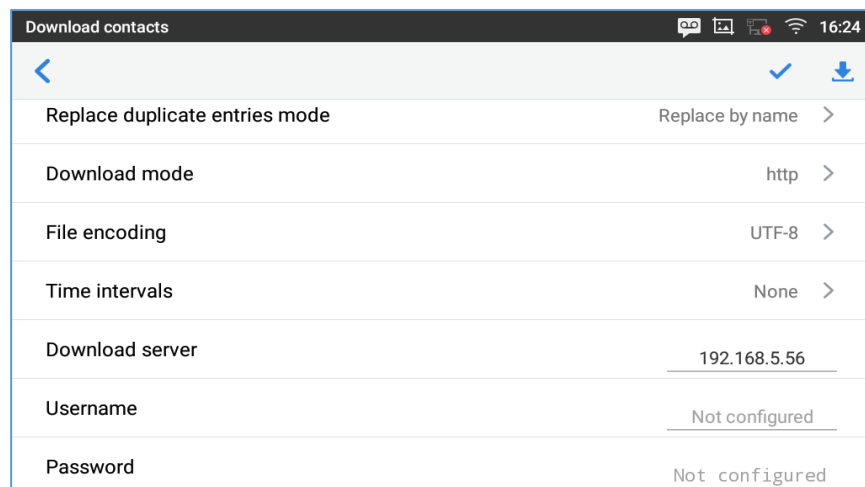 Download contacts 16:24
Replace duplicate entries mode Replace by name
Download mode http
File encoding UTF-8
Time intervals None
Download server 192.168.5.56
Username Not configured
Password Not configured